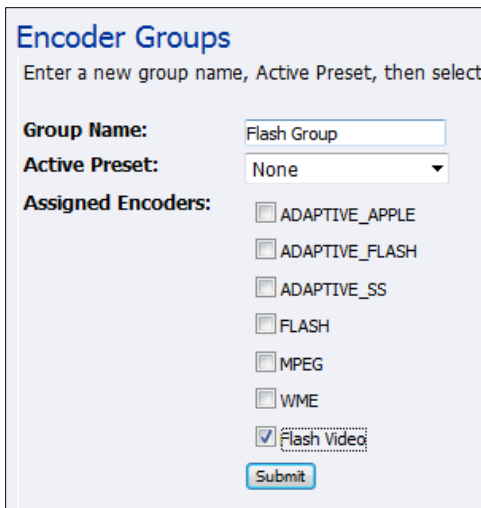 Encoder Groups
Enter a new group name, Active Preset, then select
Group Name: Flash Group
Active Preset: None
Assigned Encoders:
ADAPTIVE_APPLE
ADAPTIVE_FLASH
ADAPTIVE_SS
FLASH
MPEG
WME
Flash Video
Submit